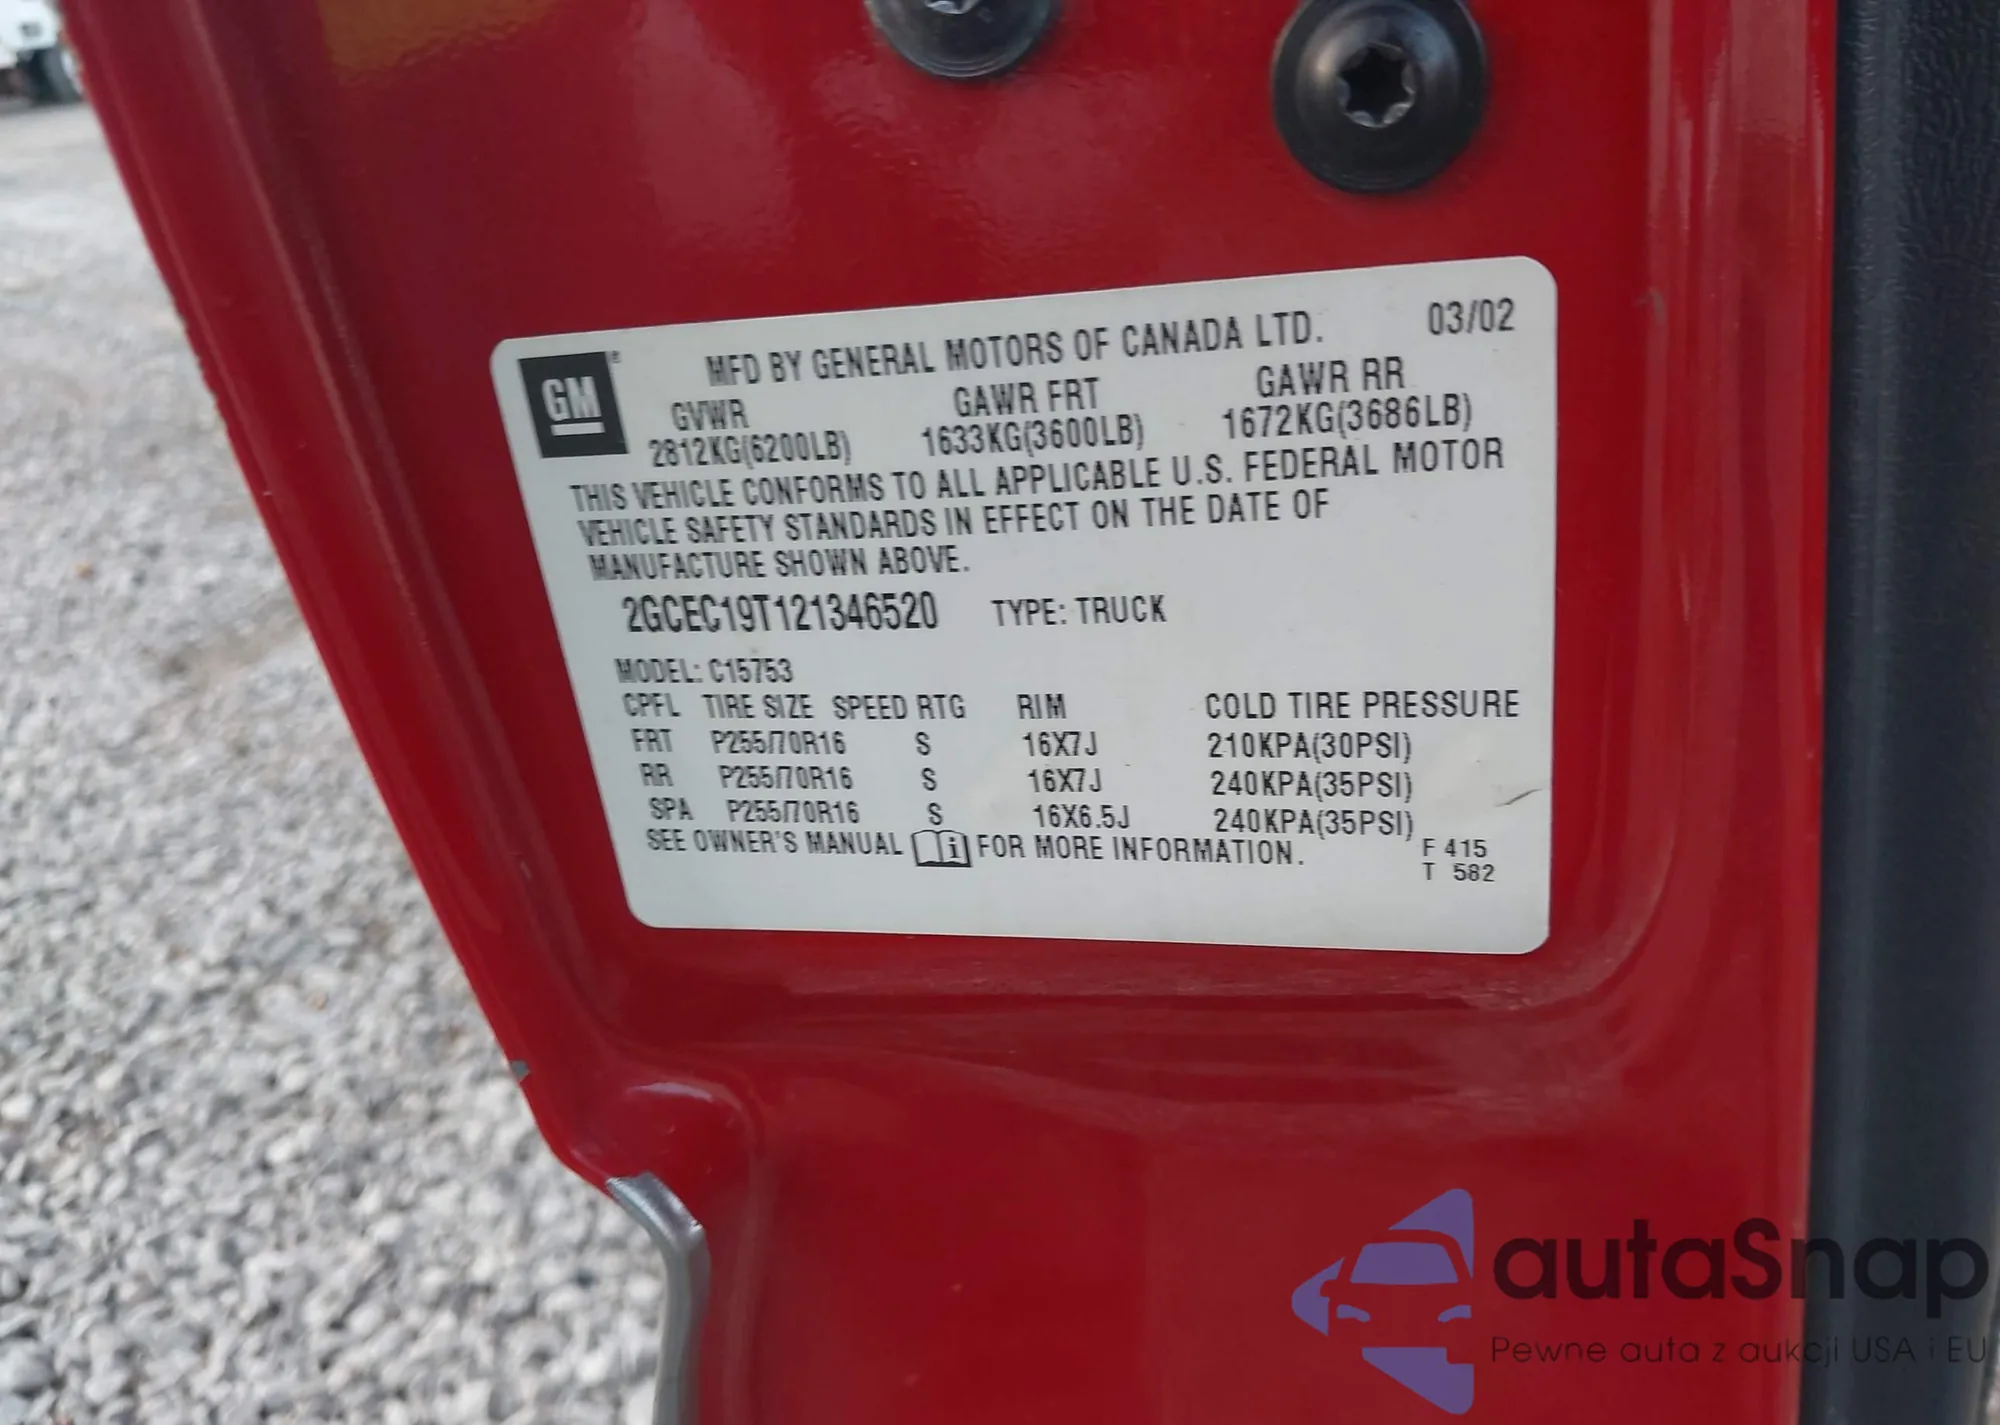 GM
MFD BY GENERAL MOTORS OF CANADA LTD. 03/02
GVWR GAWR FRT GAWR RR
2812KG(6200LB) 1633KG(3600LB) 1672KG(3686LB)
THIS VEHICLE CONFORMS TO ALL APPLICABLE U.S. FEDERAL MOTOR
VEHICLE SAFETY STANDARDS IN EFFECT ON THE DATE OF
MANUFACTURE SHOWN ABOVE.
2GCEC19T121346520 TYPE: TRUCK
MODEL: C15753
CPFL TIRE SIZE SPEED RTG RIM COLD TIRE PRESSURE
FRT P255/70R16 S 16X7J 210KPA(30PSI)
RR P255/70R16 S 16X7J 240KPA(35PSI)
SPA P255/70R16 S 16X6.5J 240KPA(35PSI)
SEE OWNER'S MANUAL i FOR MORE INFORMATION.
F 415
T 582
autaSnap
Pewne auta z aukcji USA i EU